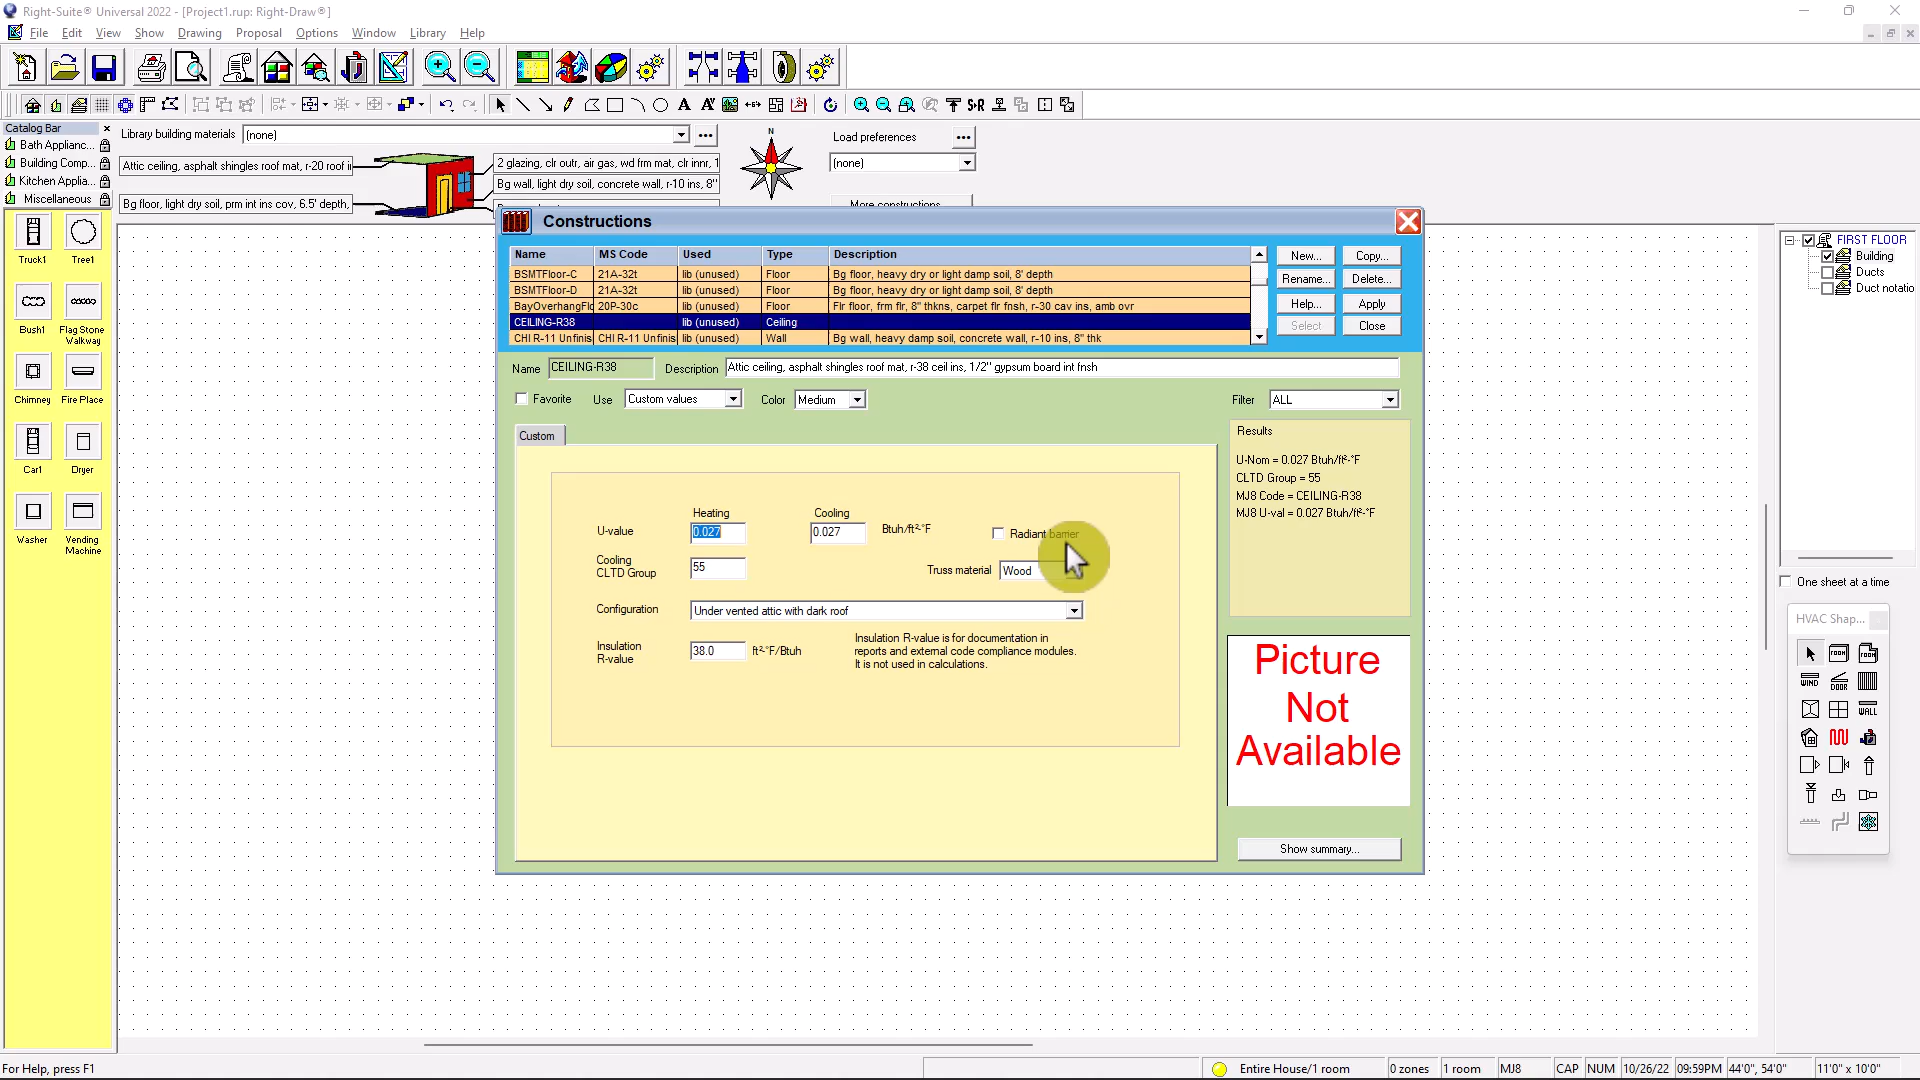 Right-Suite® Universal 2022 - [Project1.rup: Right-Draw®]
File Edit View Show Drawing Proposal Options Window Library Help
Catalog Bar
Bath Applianc...
Building Comp...
Kitchen Applia...
Miscellaneous
Library building materials (none)
Attic ceiling, asphalt shingles roof mat, r-20 roof i
Bg floor, light dry soil, prm int ins cov, 6.5' depth,
2 glazing, clr outr, air gas, wd frm mat, clr innr, 1
Bg wall, light dry soil, concrete wall, r-10 ins, 8"
N
Load preferences
(none)
More constructions
Truck1 Tree1
Bush1 Flag Stone Walkway
Chimney Fire Place
Car1 Dryer
Washer Vending Machine
Constructions
Name MS Code Used Type Description
BSMTFloor-C 21A-32t lib (unused) Floor Bg floor, heavy dry or light damp soil, 8' depth
BSMTFloor-D 21A-32t lib (unused) Floor Bg floor, heavy dry or light damp soil, 8' depth
BayOverhangFlo 20P-30c lib (unused) Floor Flr floor, frm flr, 8" thkns, carpet flr fnsh, r-30 cav ins, amb ovr
CEILING-R38 lib (unused) Ceiling
CHI R-11 Unfinis CHI R-11 Unfinis lib (unused) Wall Bg wall, heavy damp soil, concrete wall, r-10 ins, 8" thk
New... Copy...
Rename... Delete...
Help... Apply
Select Close
Name CEILING-R38 Description Attic ceiling, asphalt shingles roof mat, r-38 ceil ins, 1/2" gypsum board int fnsh
Favorite Use Custom values Color Medium Filter ALL
Custom
Heating Cooling
U-value 0.027 0.027 Btuh/ft²-°F Radiant barrier
Cooling
CLTD Group 55 Truss material Wood
Configuration Under vented attic with dark roof
Insulation
R-value 38.0 ft²-°F/Btuh
Insulation R-value is for documentation in
reports and external code compliance modules.
It is not used in calculations.
Results
U-Nom = 0.027 Btuh/ft²-°F
CLTD Group = 55
MJ8 Code = CEILING-R38
MJ8 U-val = 0.027 Btuh/ft²-°F
Picture
Not
Available
Show summary...
FIRST FLOOR
Building
Ducts
Duct notatio
One sheet at a time
HVAC Shap...
ROOM
WIND DOOR
WALL
For Help, press F1
Entire House/1 room 0 zones 1 room MJ8 CAP NUM 10/26/22 09:59PM 44'0", 54'0" 11'0" x 10'0"